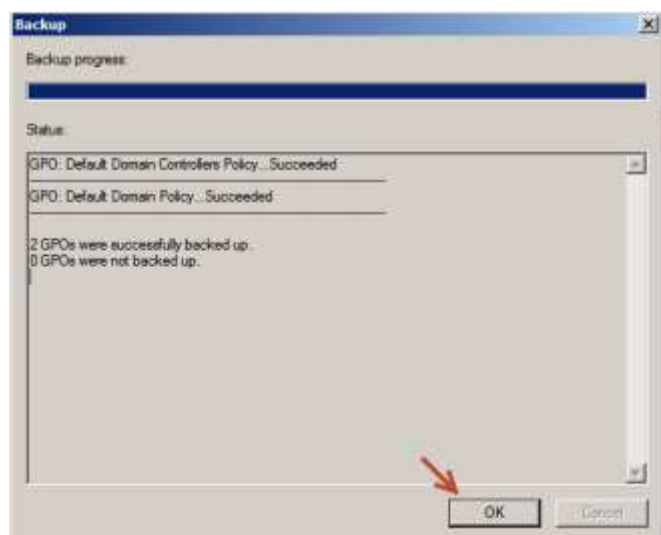 Backup
Backup progress:
Status:
GPO: Default Domain Controllers Policy...Succeeded
GPO: Default Domain Policy...Succeeded
2 GPOs were successfully backed up.
0 GPOs were not backed up.
OK
Cancel